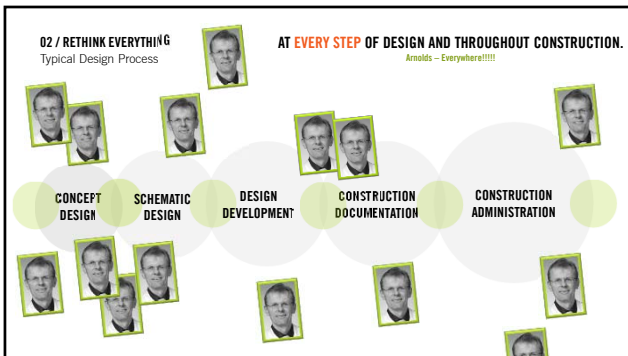 02 / RETHINK EVERYTHING
Typical Design Process
AT EVERY STEP OF DESIGN AND THROUGHOUT CONSTRUCTION.
Arnolds – Everywhere!!!!!
CONCEPT
DESIGN
SCHEMATIC
DESIGN
DESIGN
DEVELOPMENT
CONSTRUCTION
DOCUMENTATION
CONSTRUCTION
ADMINISTRATION